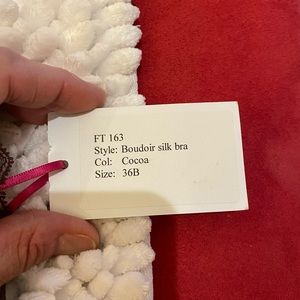 FT 163
Style: Boudoir silk bra
Col: Cocoa
Size: 36B